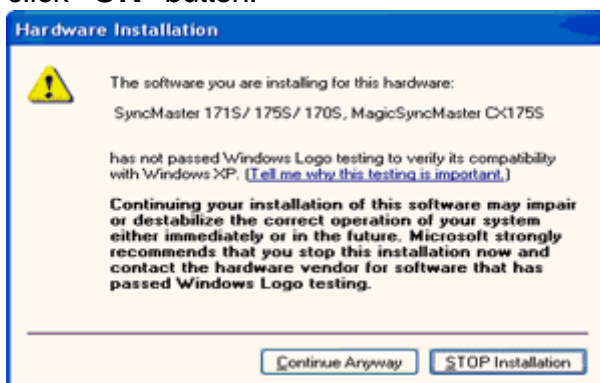 click "OK" button.
Hardware Installation
The software you are installing for this hardware:
SyncMaster 171S/ 175S/ 170S, MagicSyncMaster CX175S
has not passed Windows Logo testing to verify its compatibility
with Windows XP. (Tell me why this testing is important.)
Continuing your installation of this software may impair
or destabilize the correct operation of your system
either immediately or in the future. Microsoft strongly
recommends that you stop this installation now and
contact the hardware vendor for software that has
passed Windows Logo testing.
Continue Anyway STOP Installation